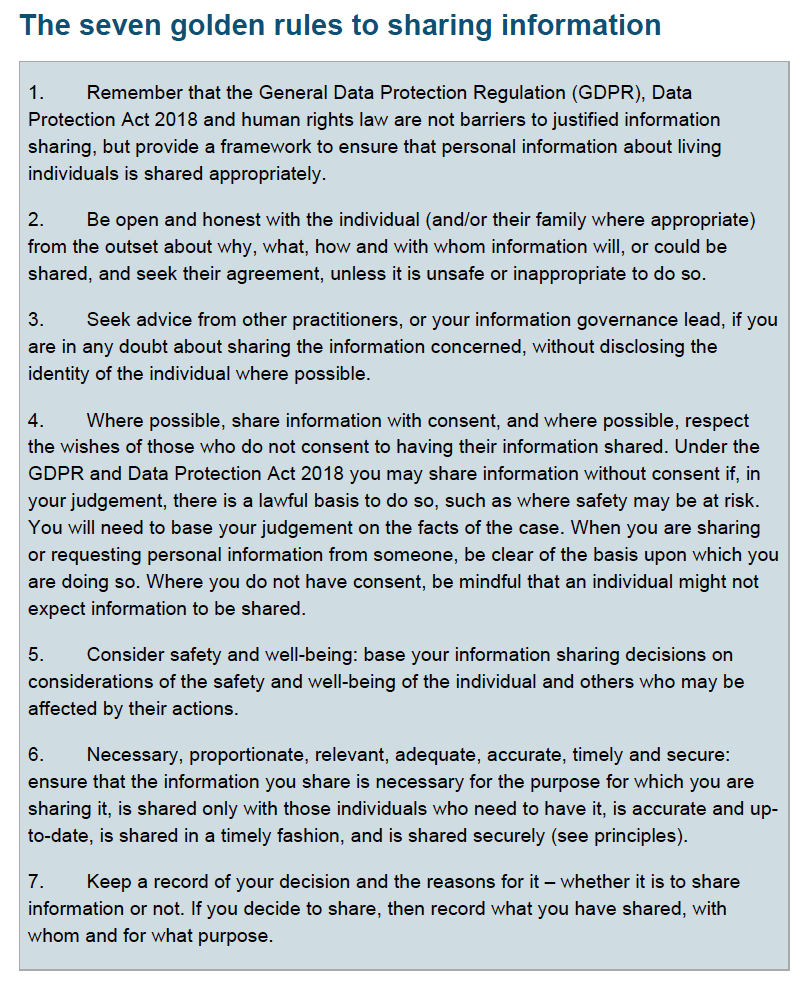 The seven golden rules to sharing information
1. Remember that the General Data Protection Regulation (GDPR), Data
Protection Act 2018 and human rights law are not barriers to justified information
sharing, but provide a framework to ensure that personal information about living
individuals is shared appropriately.
2. Be open and honest with the individual (and/or their family where appropriate)
from the outset about why, what, how and with whom information will, or could be
shared, and seek their agreement, unless it is unsafe or inappropriate to do so.
3. Seek advice from other practitioners, or your information governance lead, if you
are in any doubt about sharing the information concerned, without disclosing the
identity of the individual where possible.
4. Where possible, share information with consent, and where possible, respect
the wishes of those who do not consent to having their information shared. Under the
GDPR and Data Protection Act 2018 you may share information without consent if, in
your judgement, there is a lawful basis to do so, such as where safety may be at risk.
You will need to base your judgement on the facts of the case. When you are sharing
or requesting personal information from someone, be clear of the basis upon which you
are doing so. Where you do not have consent, be mindful that an individual might not
expect information to be shared.
5. Consider safety and well-being: base your information sharing decisions on
considerations of the safety and well-being of the individual and others who may be
affected by their actions.
6. Necessary, proportionate, relevant, adequate, accurate, timely and secure:
ensure that the information you share is necessary for the purpose for which you are
sharing it, is shared only with those individuals who need to have it, is accurate and up-
to-date, is shared in a timely fashion, and is shared securely (see principles).
7. Keep a record of your decision and the reasons for it – whether it is to share
information or not. If you decide to share, then record what you have shared, with
whom and for what purpose.